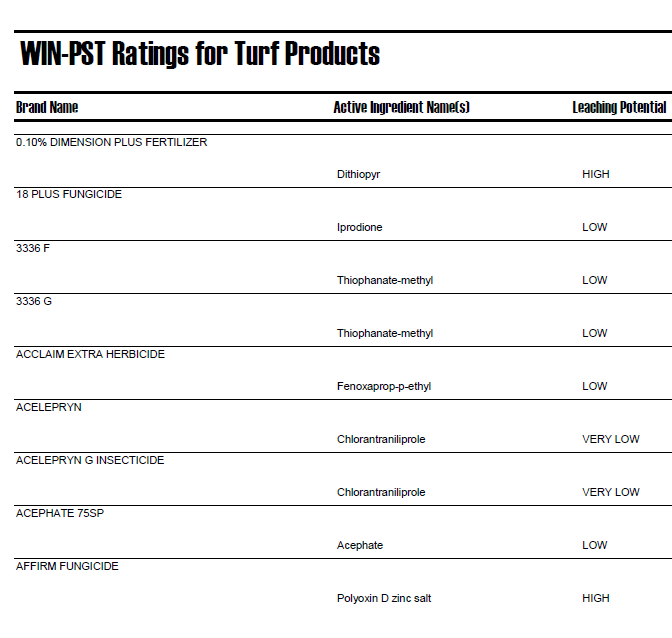 WIN-PST Ratings for Turf Products
Brand Name Active Ingredient Name(s) Leaching Potential
0.10% DIMENSION PLUS FERTILIZER
Dithiopyr HIGH
18 PLUS FUNGICIDE
Iprodione LOW
3336 F
Thiophanate-methyl LOW
3336 G
Thiophanate-methyl LOW
ACCLAIM EXTRA HERBICIDE
Fenoxaprop-p-ethyl LOW
ACELEPRYN
Chlorantraniliprole VERY LOW
ACELEPRYN G INSECTICIDE
Chlorantraniliprole VERY LOW
ACEPHATE 75SP
Acephate LOW
AFFIRM FUNGICIDE
Polyoxin D zinc salt HIGH